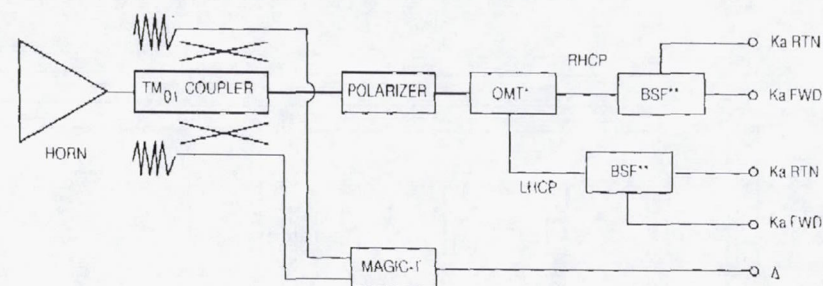 Ka RTN
RHCP
TM01 COUPLER
POLARIZER
OMT*
BSF**
Ka FWD
HORN
BSF**
Ka RTN
LHCP
Ka FWD
MAGIC-T
Δ